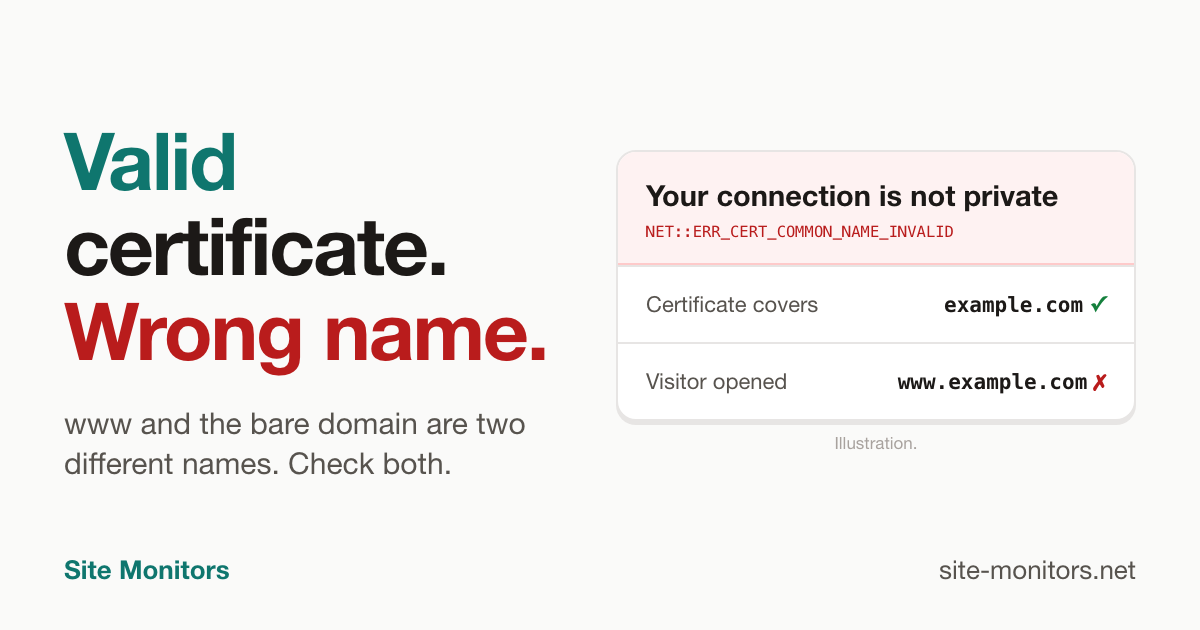 Valid
certificate.
Wrong name.
www and the bare domain are two
different names. Check both.
Your connection is not private
NET::ERR_CERT_COMMON_NAME_INVALID
Certificate covers example.com ✓
Visitor opened www.example.com ✗
Illustration.
Site Monitors
site-monitors.net